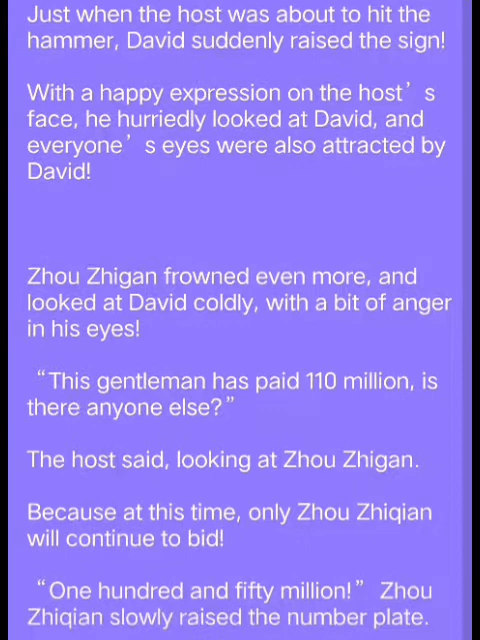 Just when the host was about to hit the
hammer, David suddenly raised the sign!
With a happy expression on the host’s
face, he hurriedly looked at David, and
everyone’s eyes were also attracted by
David!
Zhou Zhigan frowned even more, and
looked at David coldly, with a bit of anger
in his eyes!
“This gentleman has paid 110 million, is
there anyone else?”
The host said, looking at Zhou Zhigan.
Because at this time, only Zhou Zhiqian
will continue to bid!
“One hundred and fifty million!” Zhou
Zhiqian slowly raised the number plate.